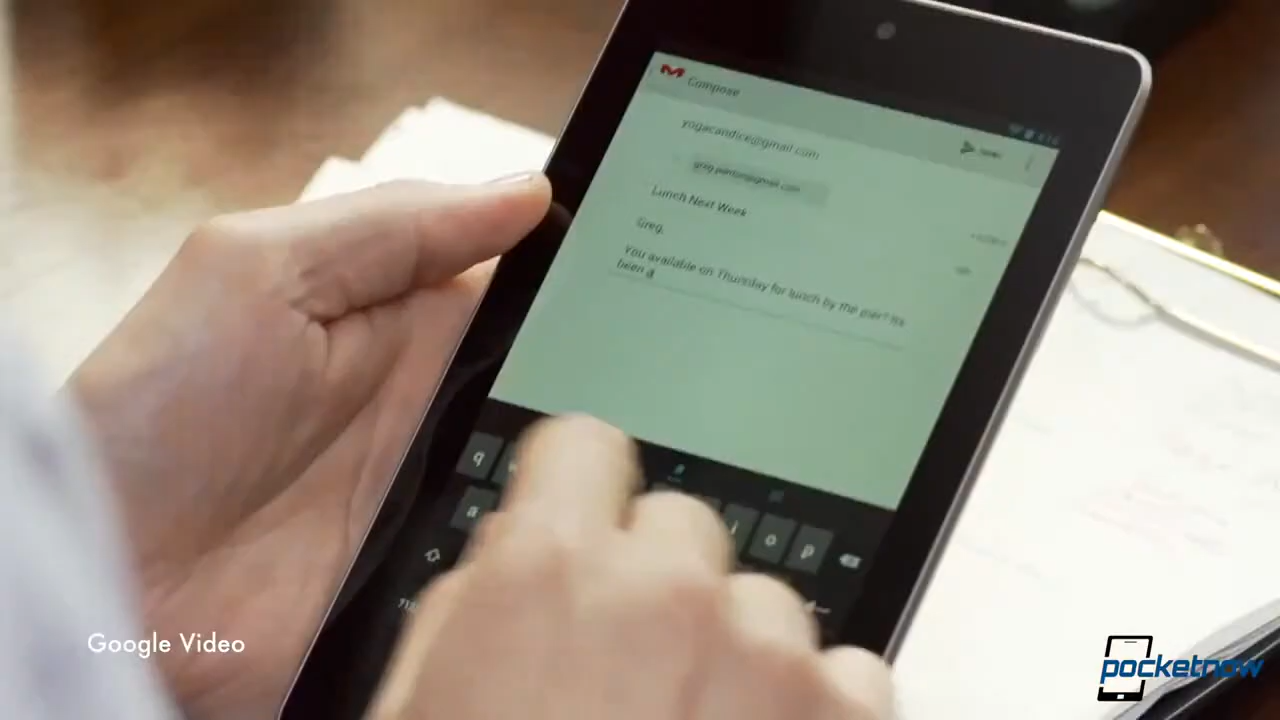 Compose
yogacandice@gmail.com
Lunch Next Week
Greg,
You available on Thursday for lunch by the pier? Its
been a
q
a
i o p
Google Video
pocketnow